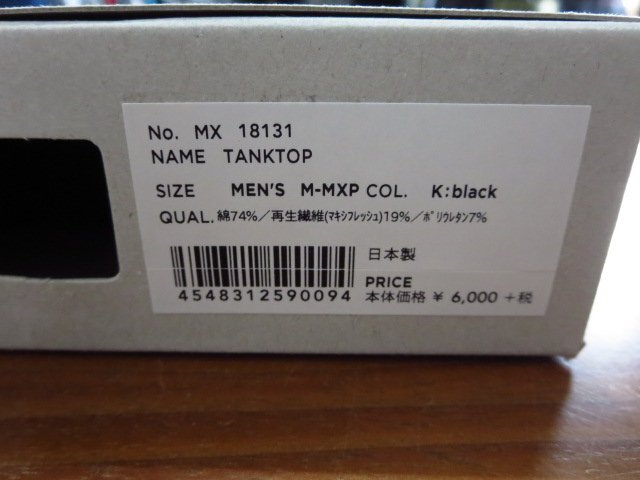 No. MX 18131
NAME TANKTOP
SIZE MEN'S M-MXP COL. K:black
QUAL. 綿74%／再生繊維(ﾏｷｼﾌﾚｯｼｭ)19%／ﾎﾟﾘｳﾚﾀﾝ7%
日本製
4548312590094
PRICE
本体価格 ¥ 6,000 +税